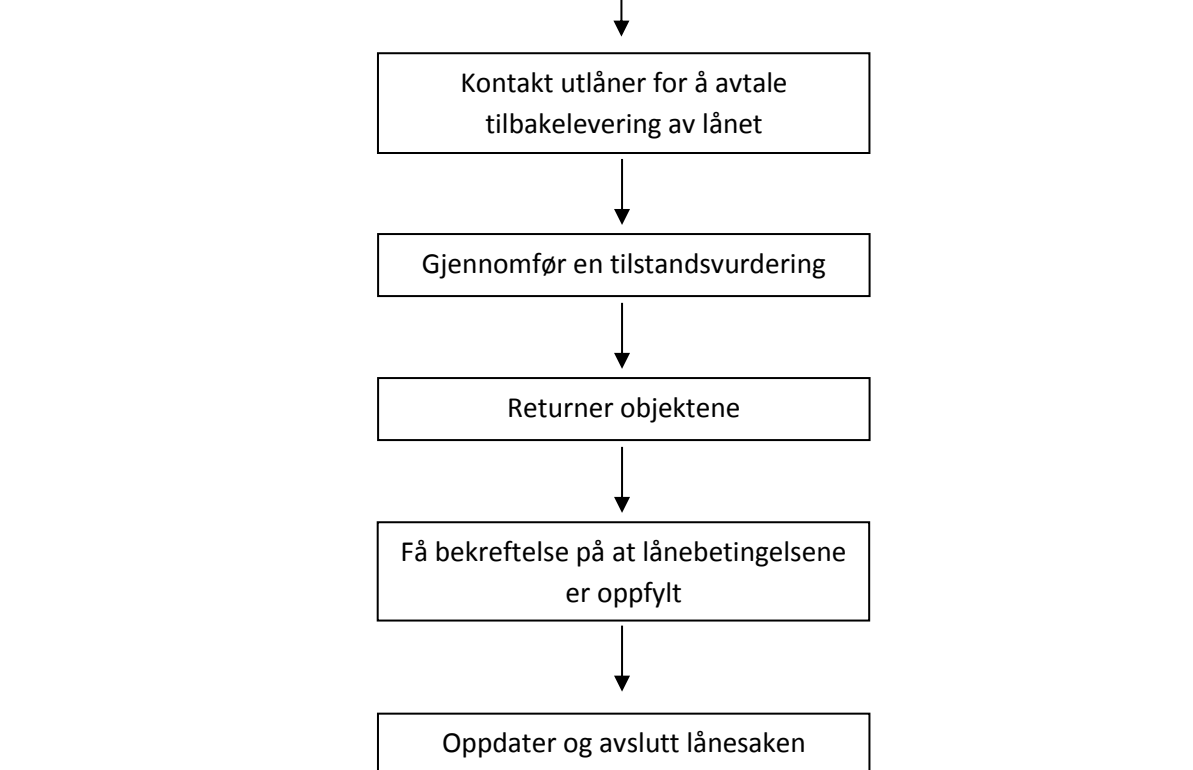 Kontakt utlåner for å avtale
tilbakelevering av lånet
Gjennomfør en tilstandsvurdering
Returner objektene
Få bekreftelse på at lånebetingelsene
er oppfylt
Oppdater og avslutt lånesaken